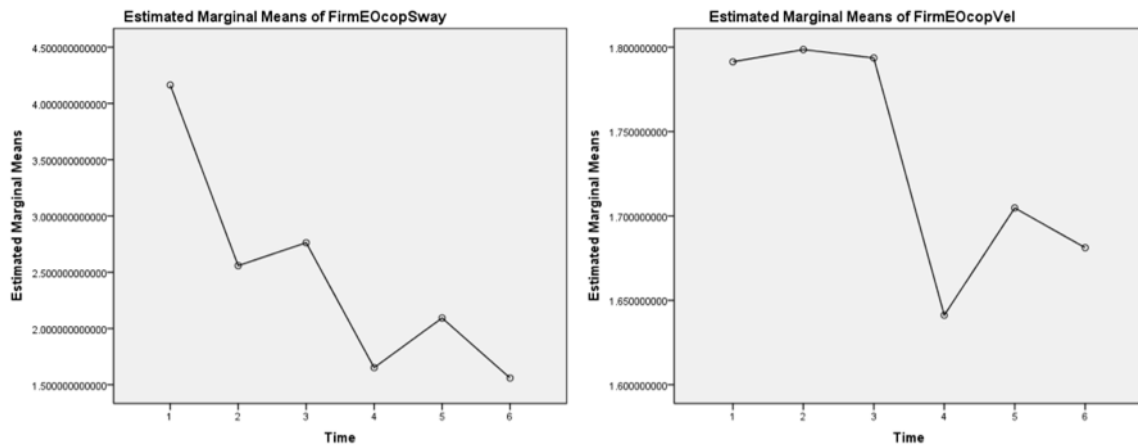 Estimated Marginal Means of FirmEOcopSway
Estimated Marginal Means
4.500000000000
4.000000000000
3.500000000000
3.000000000000
2.500000000000
2.000000000000
1.500000000000
1 2 3 4 5 6
Time
Estimated Marginal Means of FirmEOcopVel
Estimated Marginal Means
1.800000000
1.750000000
1.700000000
1.650000000
1.600000000
1 2 3 4 5 6
Time